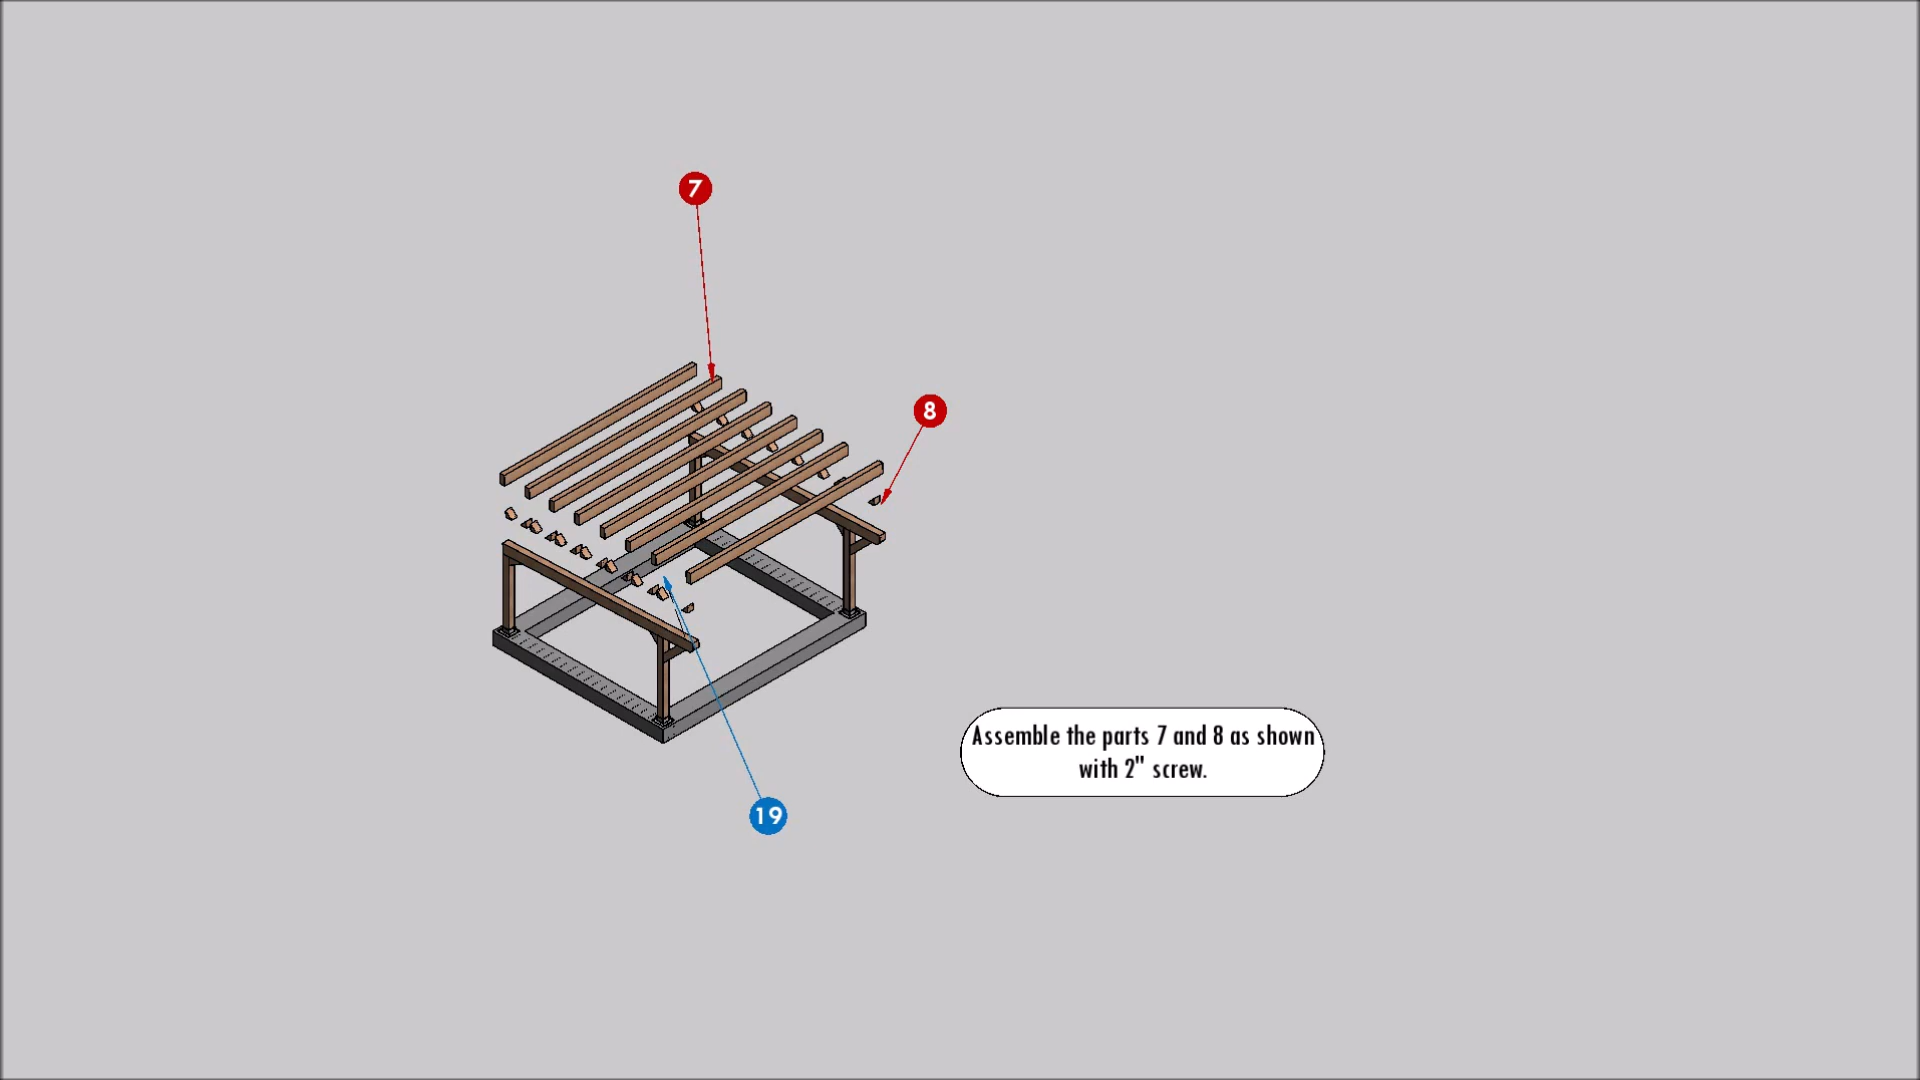 7
8
Assemble the parts 7 and 8 as shown
with 2" screw.
19